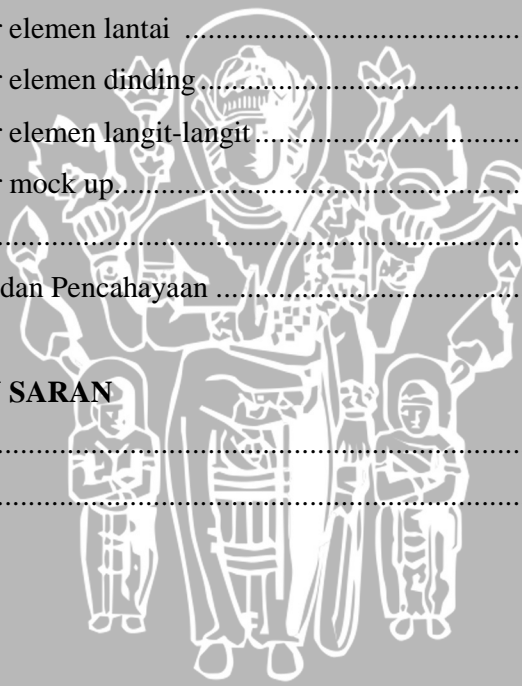 r elemen lantai ................................................
r elemen dinding..............................................
r elemen langit-langit.......................................
r mock up..........................................................
.........................................................................
dan Pencahayaan ............................................
SARAN
.........................................................................
.........................................................................